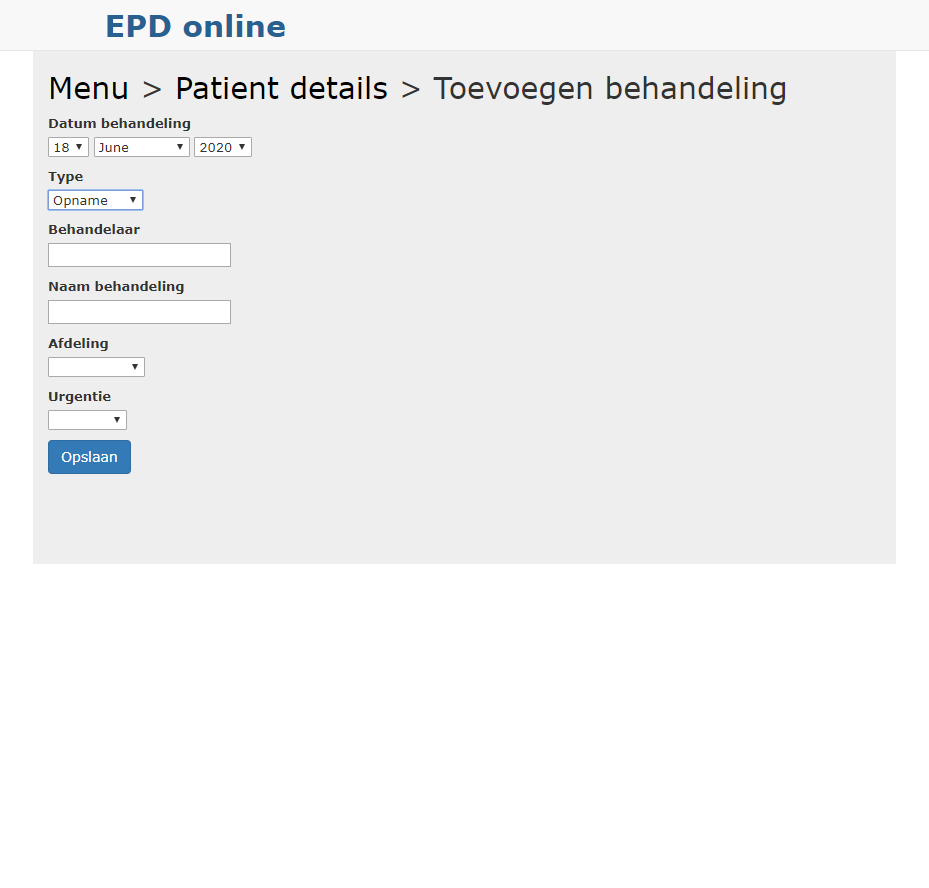 EPD online
Menu > Patient details > Toevoegen behandeling
Datum behandeling
18 June 2020
Type
Opname
Behandelaar
Naam behandeling
Afdeling
Urgentie
Opslaan